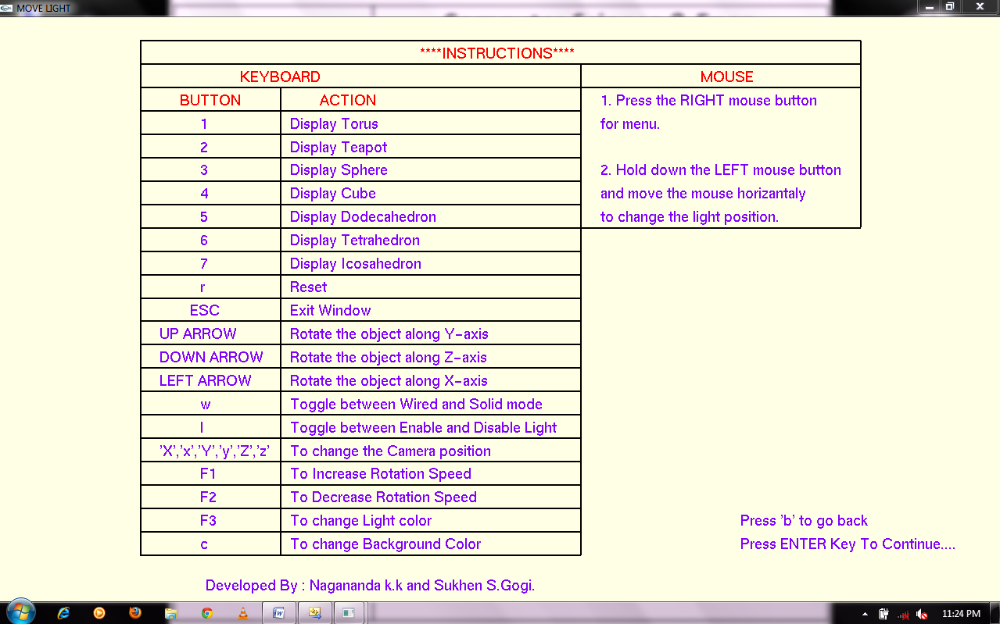 MOVE LIGHT
****INSTRUCTIONS****
KEYBOARD MOUSE
BUTTON ACTION
1 Display Torus
2 Display Teapot
3 Display Sphere
4 Display Cube
5 Display Dodecahedron
6 Display Tetrahedron
7 Display Icosahedron
r Reset
ESC Exit Window
UP ARROW Rotate the object along Y-axis
DOWN ARROW Rotate the object along Z-axis
LEFT ARROW Rotate the object along X-axis
w Toggle between Wired and Solid mode
l Toggle between Enable and Disable Light
'X','x','Y','y','Z','z' To change the Camera position
F1 To Increase Rotation Speed
F2 To Decrease Rotation Speed
F3 To change Light color
c To change Background Color
1. Press the RIGHT mouse button
for menu.
2. Hold down the LEFT mouse button
and move the mouse horizantaly
to change the light position.
Press 'b' to go back
Press ENTER Key To Continue....
Developed By : Nagananda k.k and Sukhen S.Gogi.
11:24 PM